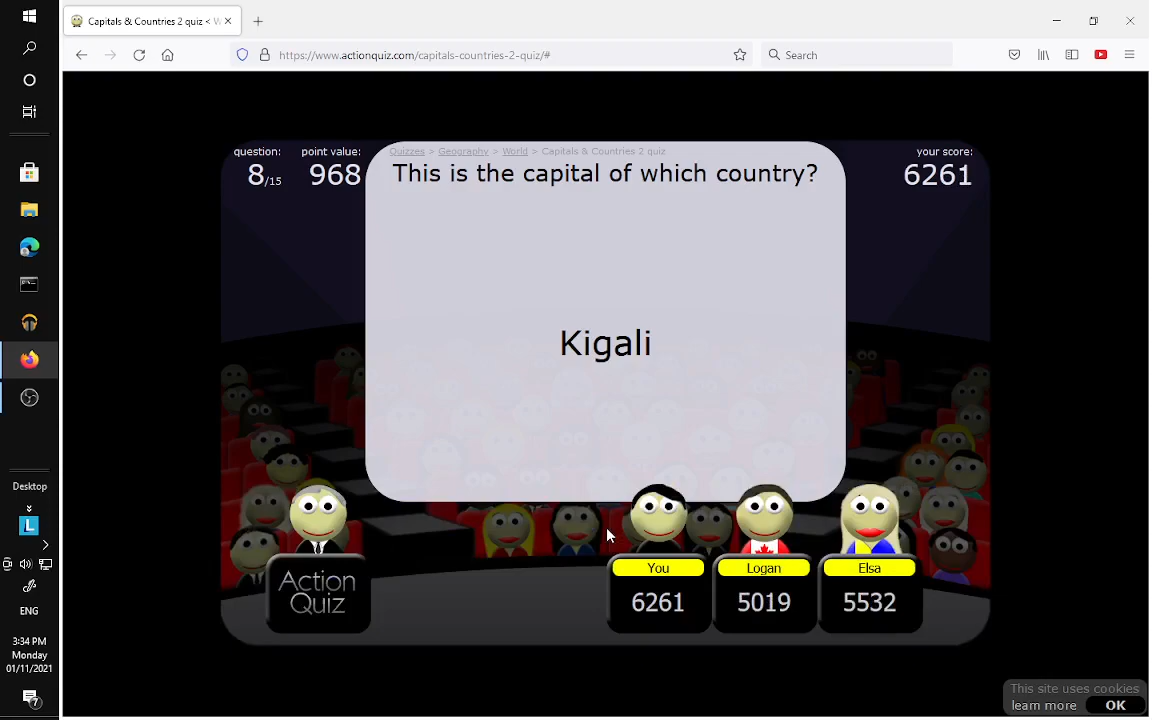 Capitals & Countries 2 quiz < W
https://www.actionquiz.com/capitals-countries-2-quiz/#
Search
question:
point value:
Quizzes > Geography > World > Capitals & Countries 2 quiz
your score:
8/15
968
This is the capital of which country?
6261
Kigali
Action
Quiz
You
Logan
Elsa
6261
5019
5532
Desktop
L
ENG
3:34 PM
Monday
01/11/2021
7
This site uses cookies
learn more
OK